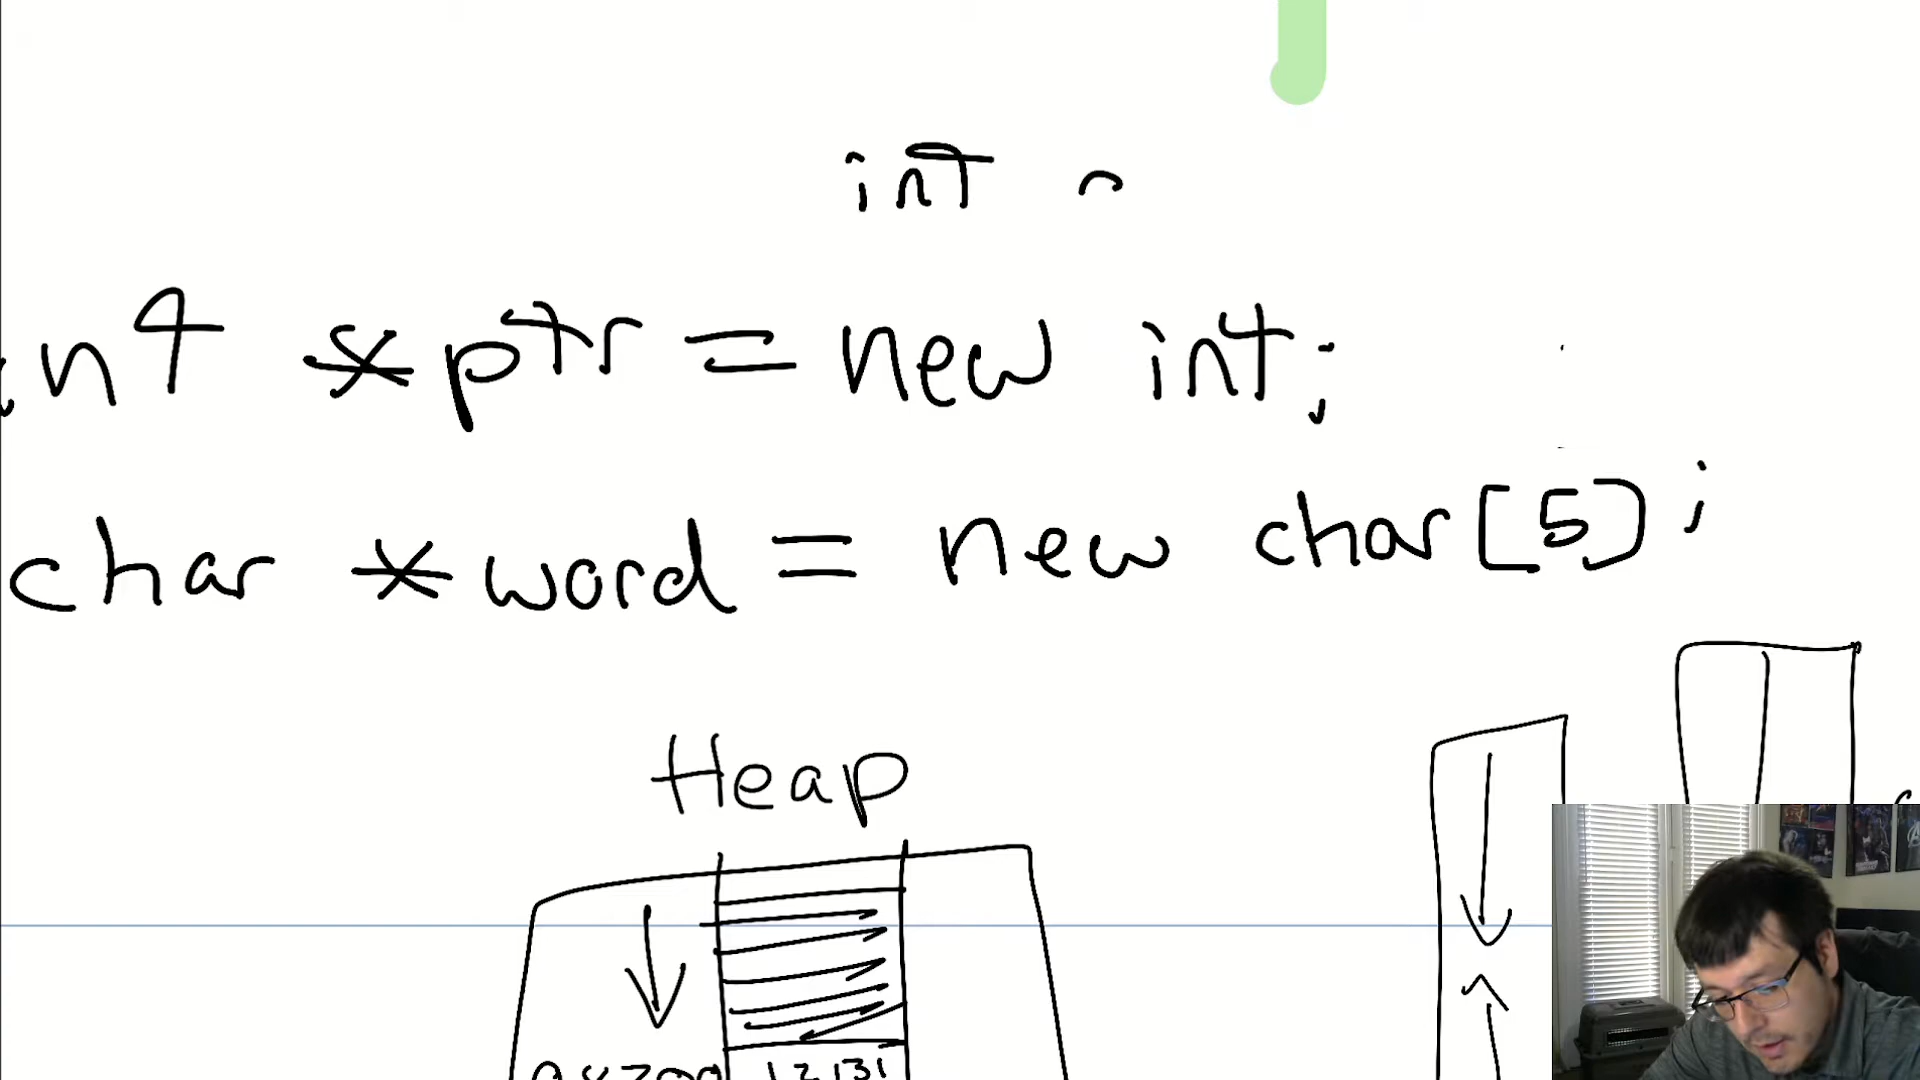 int
int *ptr = new int;
char *word = new char[5];
Heap